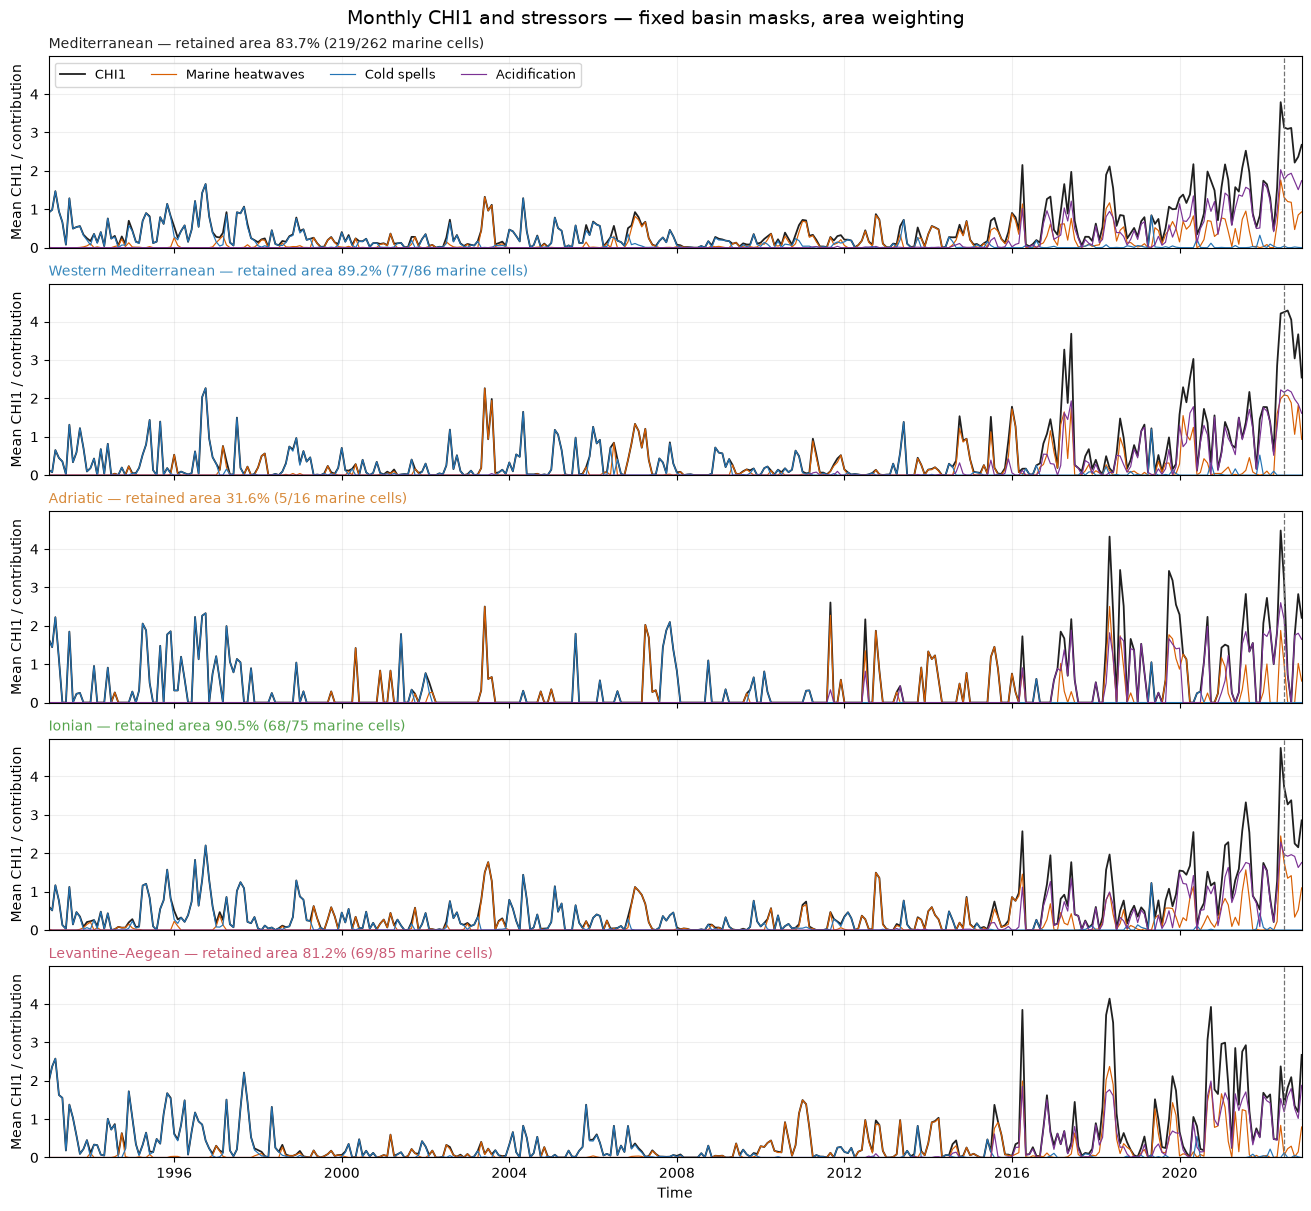 Monthly CHI1 and stressors — fixed basin masks, area weighting
Mediterranean — retained area 83.7% (219/262 marine cells)
CHI1 Marine heatwaves Cold spells Acidification
Mean CHI1 / contribution
4
3
2
1
0
Western Mediterranean — retained area 89.2% (77/86 marine cells)
Mean CHI1 / contribution
4
3
2
1
0
Adriatic — retained area 31.6% (5/16 marine cells)
Mean CHI1 / contribution
4
3
2
1
0
Ionian — retained area 90.5% (68/75 marine cells)
Mean CHI1 / contribution
4
3
2
1
0
Levantine–Aegean — retained area 81.2% (69/85 marine cells)
Mean CHI1 / contribution
4
3
2
1
0
1996 2000 2004 2008 2012 2016 2020
Time